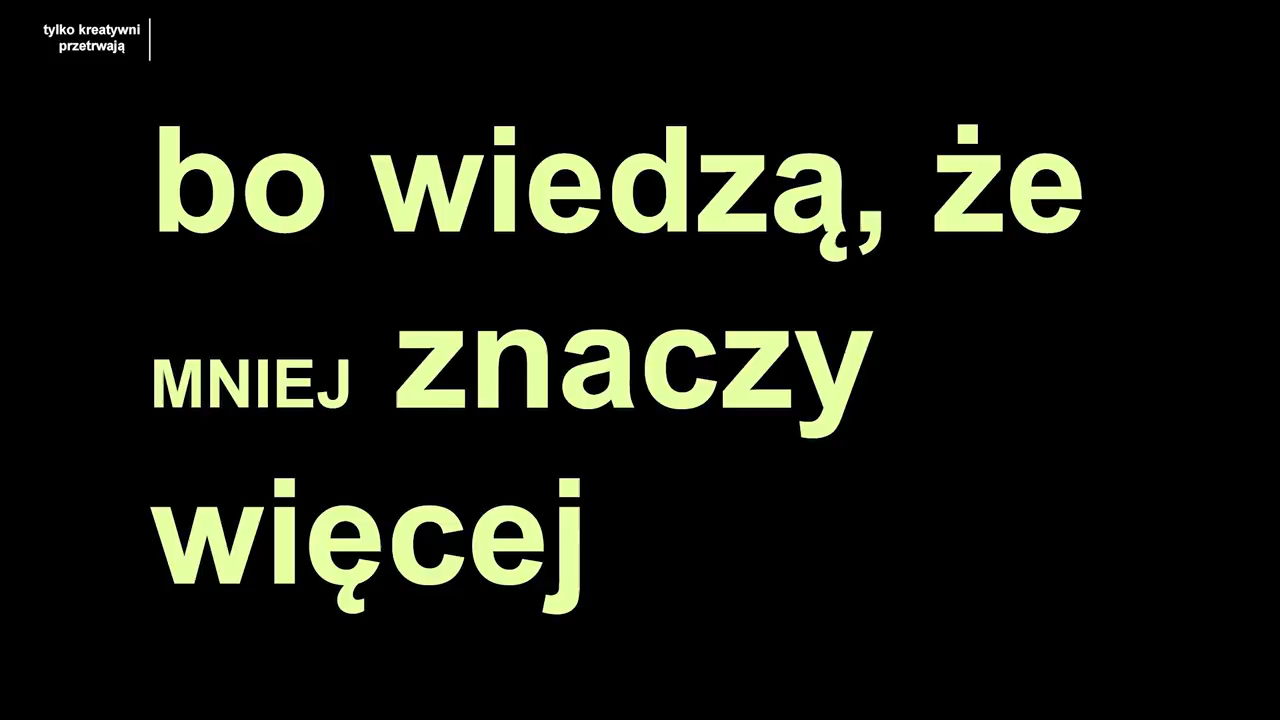 tylko kreatywni
przetrwają
bo wiedzą, że
MNIEJ znaczy
więcej